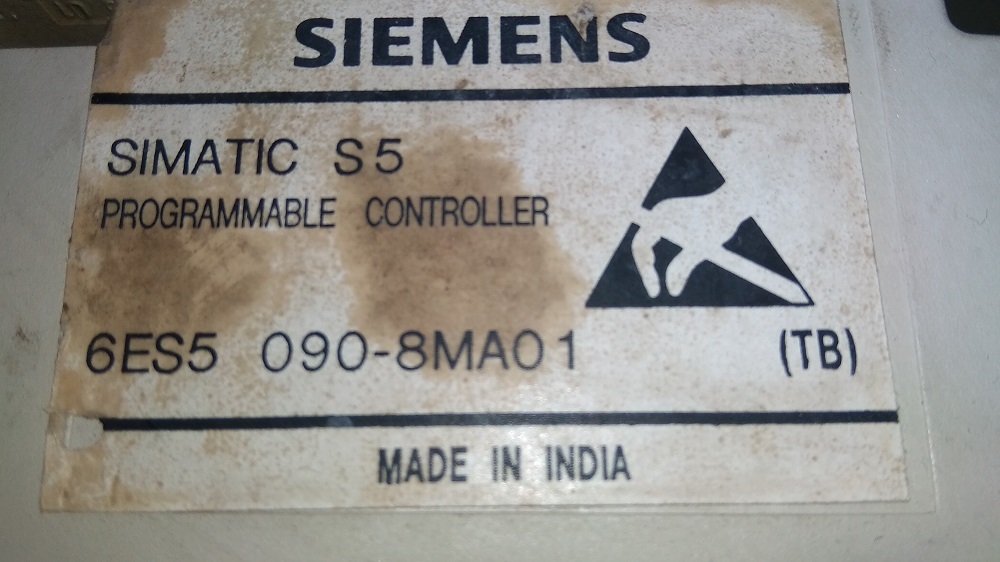 SIEMENS
SIMATIC S5
PROGRAMMABLE CONTROLLER
6ES5 090-8MA01 (TB)
MADE IN INDIA